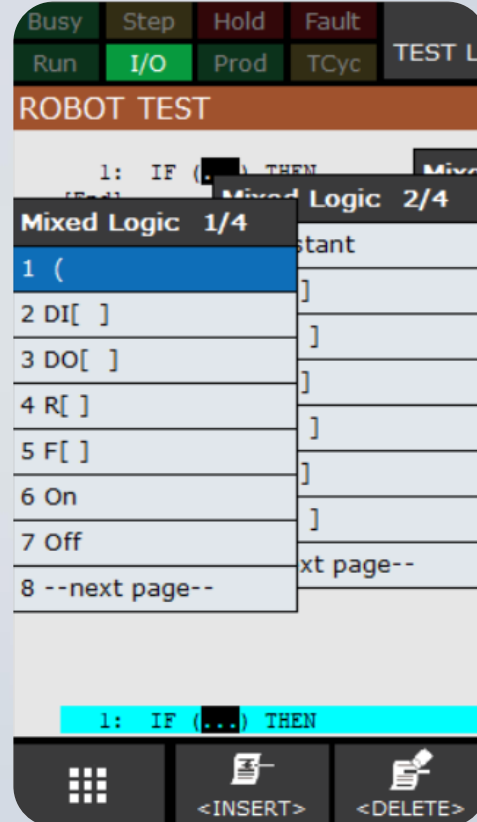 Busy Step Hold Fault
Run I/O Prod TCyc TEST L
ROBOT TEST
1: IF (...) THEN
Mixed Logic 2/4
Mixed Logic 1/4
1 (
2 DI[ ]
3 DO[ ]
4 R[ ]
5 F[ ]
6 On
7 Off
8 --next page--
stant
]
]
]
]
]
]
xt page--
1: IF (...) THEN
<INSERT> <DELETE>